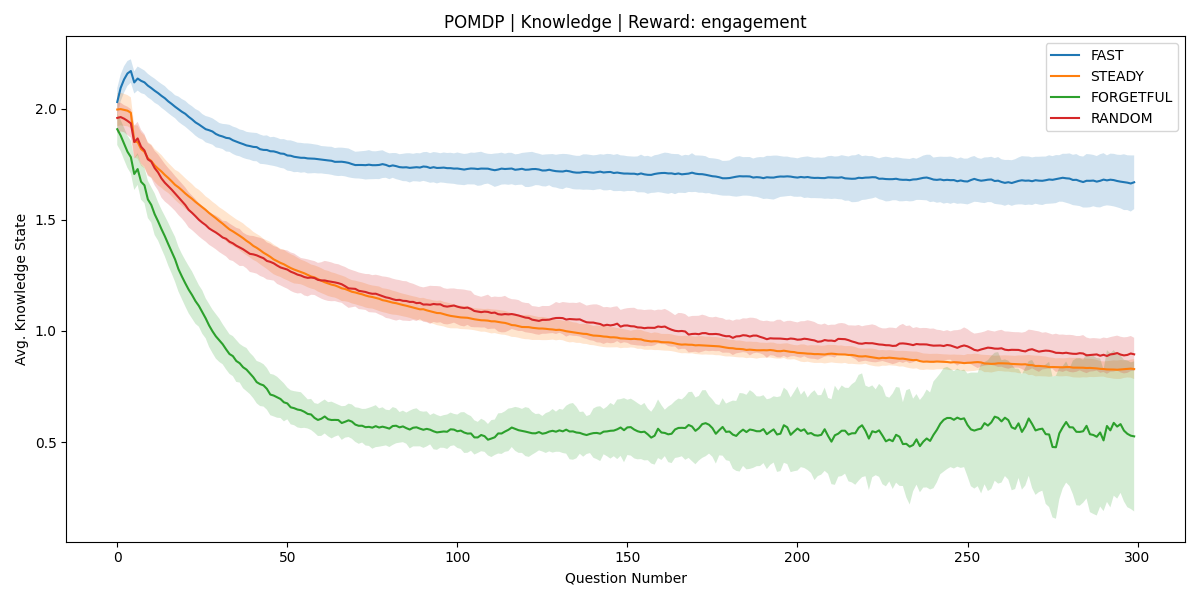 POMDP | Knowledge | Reward: engagement
FAST
STEADY
FORGETFUL
RANDOM
Avg. Knowledge State
2.0
1.5
1.0
0.5
0
50
100
150
200
250
300
Question Number